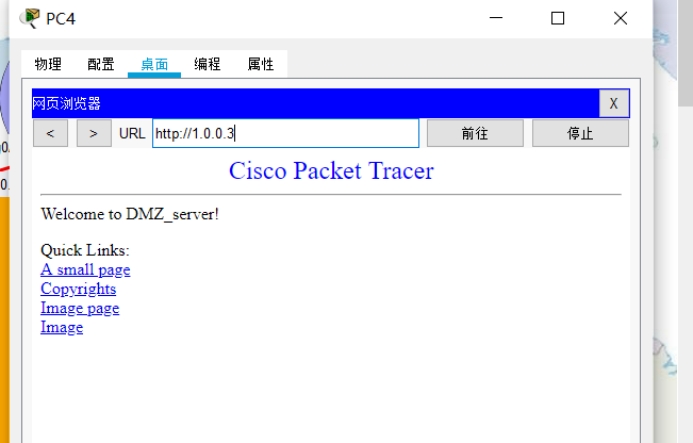 PC4
物理 配置 桌面 编程 属性
网页浏览器 X
< > URL http://1.0.0.3 前往 停止
Cisco Packet Tracer
Welcome to DMZ_server!
Quick Links:
A small page
Copyrights
Image page
Image